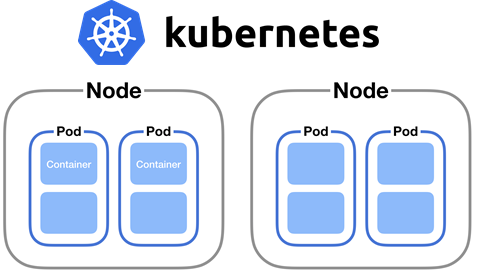 kubernetes
Node
Node
Pod
Pod
Pod
Pod
Container
Container